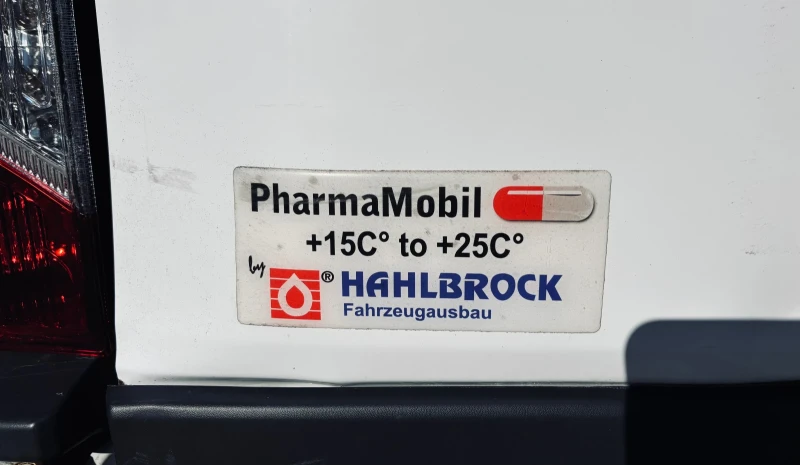 PharmaMobil
+15C° to +25C°
by ® HAHLBROCK
Fahrzeugausbau